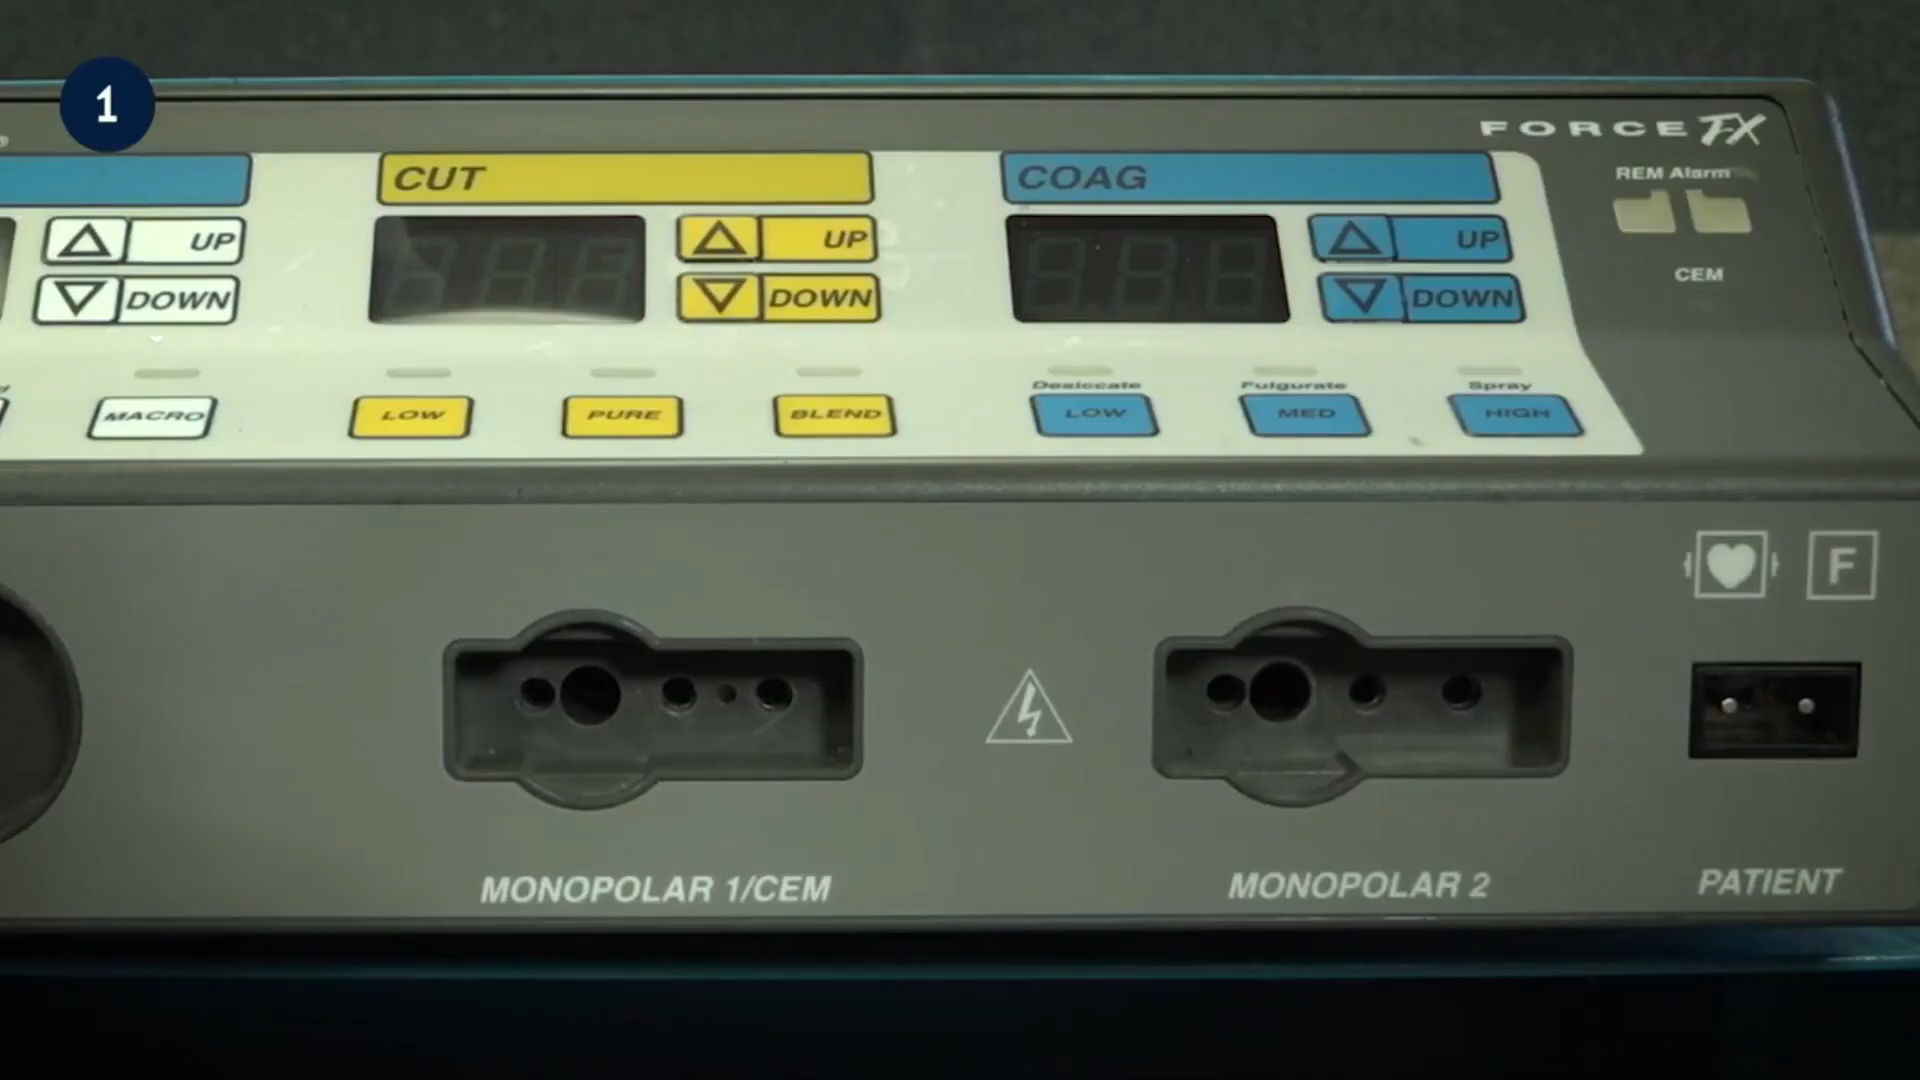 1
FORCE FX
CUT
COAG
REM Alarm
UP
UP
UP
CEM
DOWN
DOWN
DOWN
Desiccate
Fulgurate
Spray
MACRO
LOW
PURE
BLEND
LOW
MED
HIGH
F
MONOPOLAR 1/CEM
MONOPOLAR 2
PATIENT